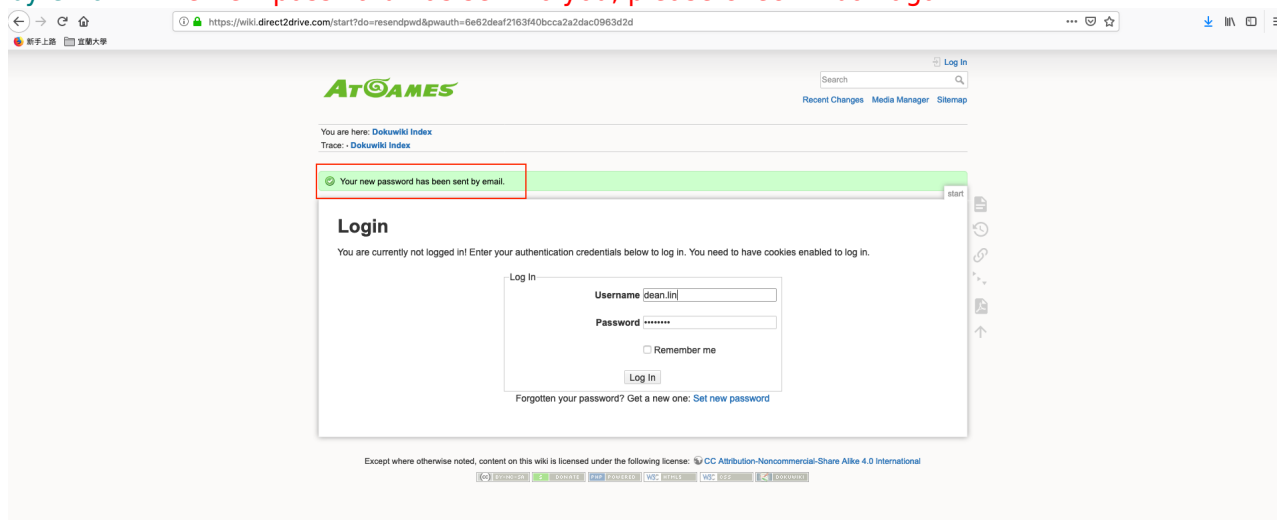 https://wiki.direct2drive.com/start?do=resendpwd&pwauth=6e62deaf2163f40bcca2a2dac0963d2d
新手上路 宜蘭大學
Log In
ATGAMES
Search
Recent Changes Media Manager Sitemap
You are here: Dokuwiki Index
Trace: • Dokuwiki Index
Your new password has been sent by email.
start
Login
You are currently not logged in! Enter your authentication credentials below to log in. You need to have cookies enabled to log in.
Log In
Username dean.lin
Password ••••••••
Remember me
Log In
Forgotten your password? Get a new one: Set new password
Except where otherwise noted, content on this wiki is licensed under the following license: CC Attribution-Noncommercial-Share Alike 4.0 International